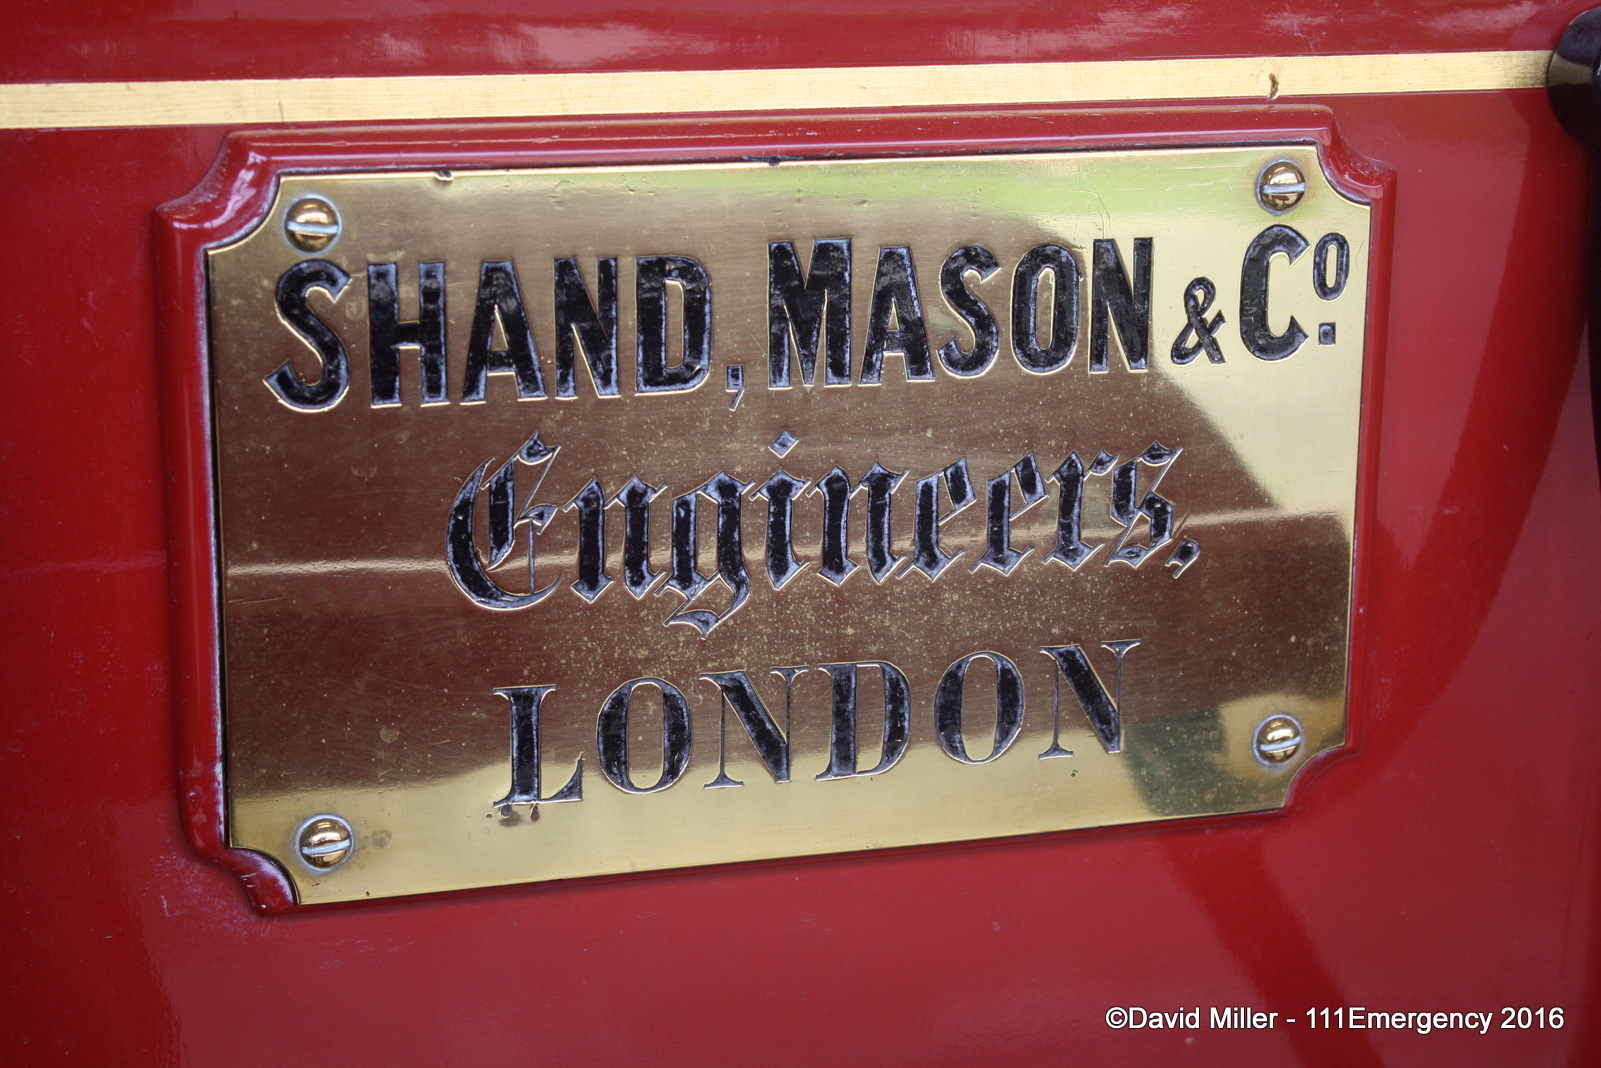 SHAND, MASON & Cº.
Engineers,
LONDON
©David Miller - 111Emergency 2016